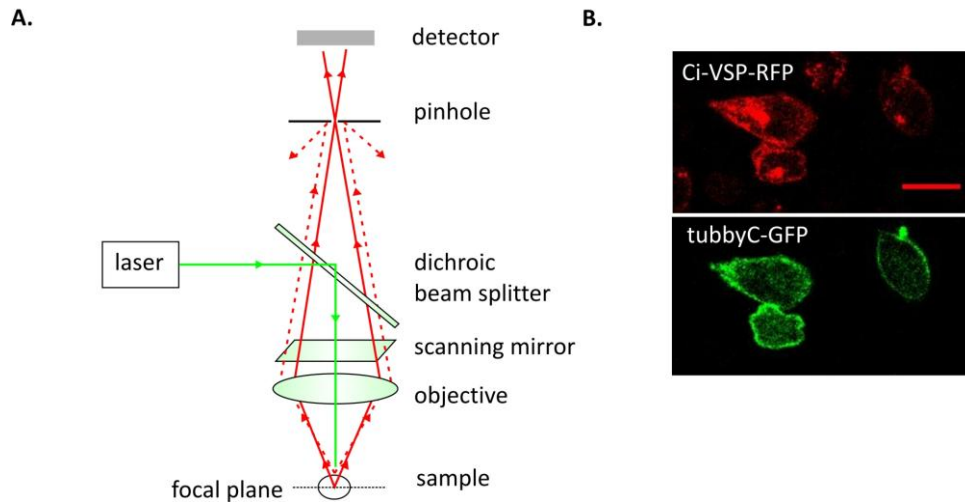 A.
detector
pinhole
laser
dichroic
beam splitter
scanning mirror
objective
sample
focal plane
B.
Ci-VSP-RFP
tubbyC-GFP